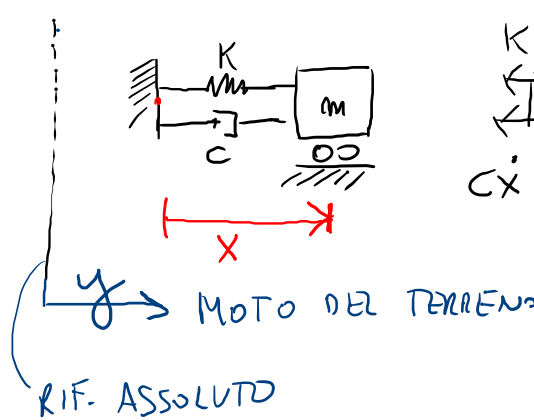 K
K
m
C
Cẋ
X
y
MOTO DEL TERRENO
RIF. ASSOLUTO